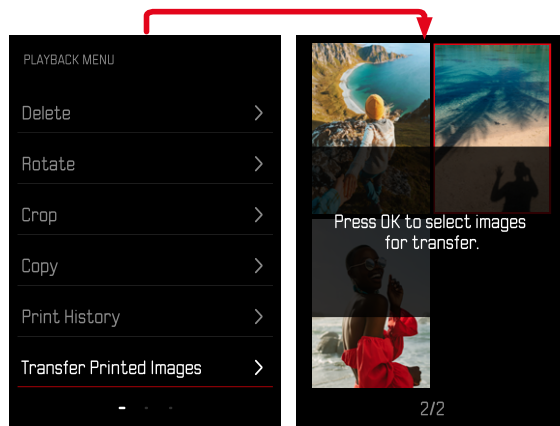 PLAYBACK MENU
Delete
Rotate
Crop
Copy
Print History
Transfer Printed Images
Press OK to select images
for transfer.
2/2